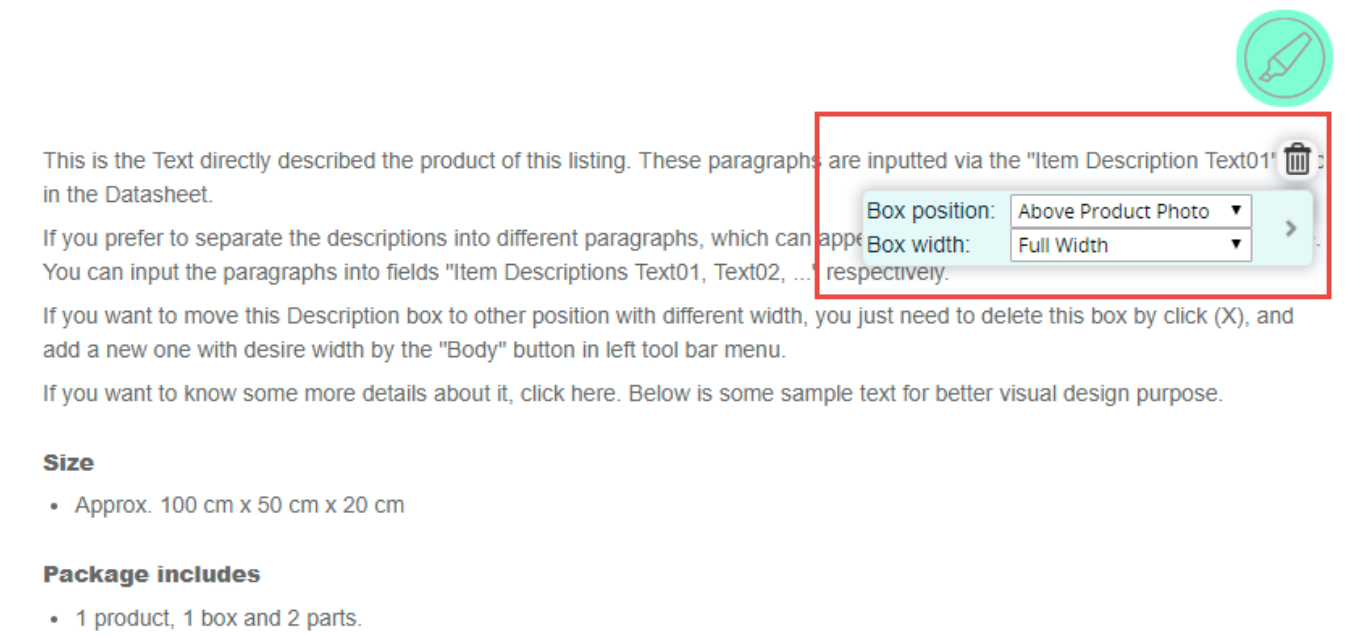 This is the Text directly described the product of this listing. These paragraphs are inputted via the "Item Description Text01"
in the Datasheet.
Box position: Above Product Photo
If you prefer to separate the descriptions into different paragraphs, which can appe
Box width: Full Width
You can input the paragraphs into fields "Item Descriptions Text01, Text02, ..." respectively.
If you want to move this Description box to other position with different width, you just need to delete this box by click (X), and
add a new one with desire width by the "Body" button in left tool bar menu.
If you want to know some more details about it, click here. Below is some sample text for better visual design purpose.
Size
• Approx. 100 cm x 50 cm x 20 cm
Package includes
• 1 product, 1 box and 2 parts.